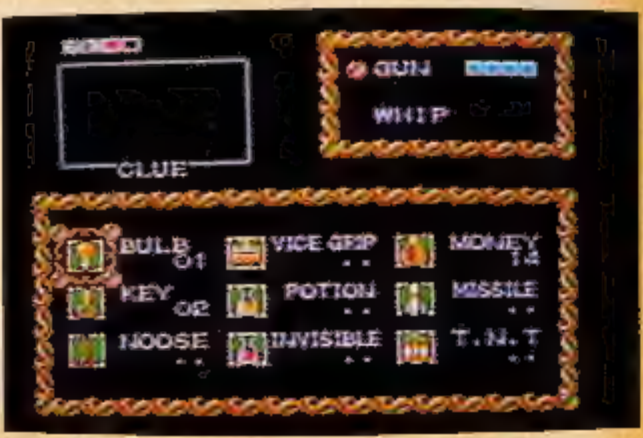 GUN
WHIP
CLUE
BULB
01
VICE GRIP
MONEY
14
KEY
02
POTION
MISSILE
NOOSE
INVISIBLE
T.N.T